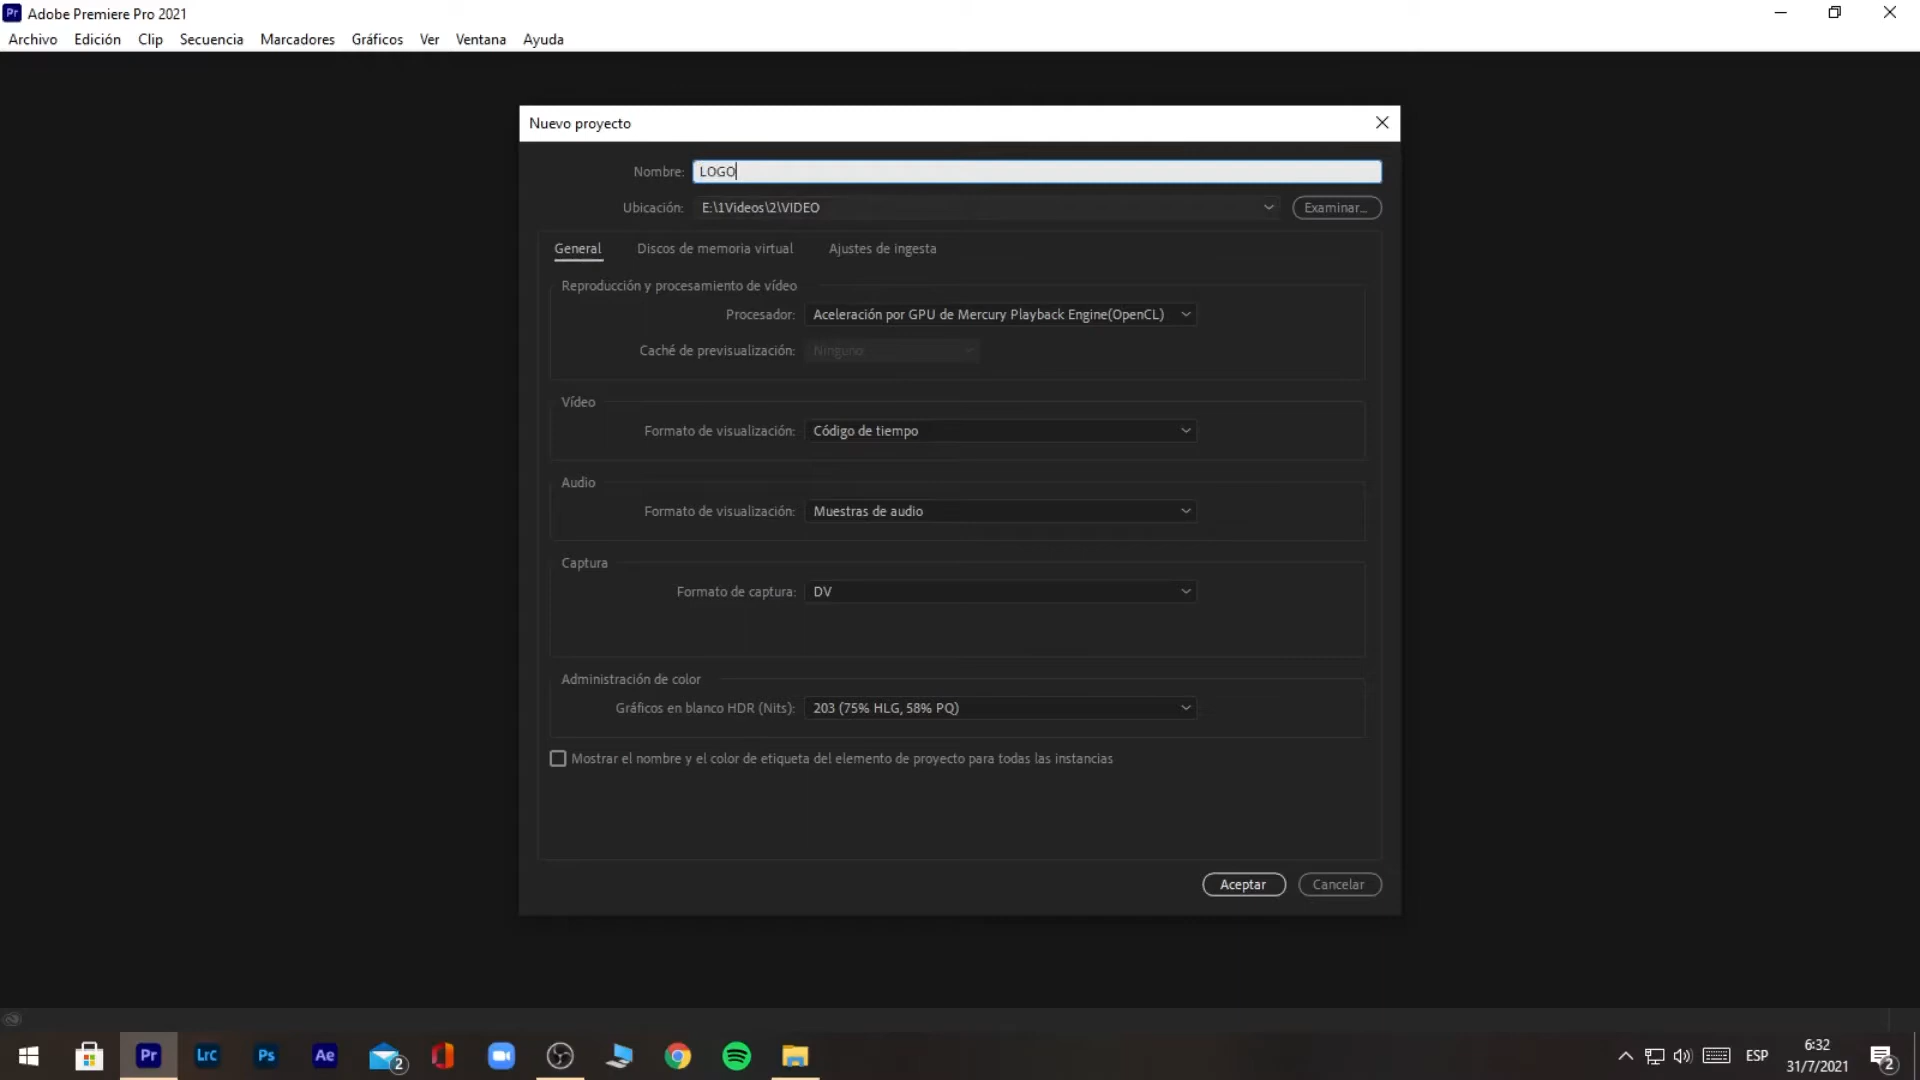 Pr Adobe Premiere Pro 2021
Archivo Edición Clip Secuencia Marcadores Gráficos Ver Ventana Ayuda
Nuevo proyecto
Nombre: LOGO
Ubicación: E:\1Videos\2\VIDEO Examinar...
General Discos de memoria virtual Ajustes de ingesta
Reproducción y procesamiento de vídeo
Procesador: Aceleración por GPU de Mercury Playback Engine(OpenCL)
Caché de previsualización: Ninguno
Vídeo
Formato de visualización: Código de tiempo
Audio
Formato de visualización: Muestras de audio
Captura
Formato de captura: DV
Administración de color
Gráficos en blanco HDR (Nits): 203 (75% HLG, 58% PQ)
Mostrar el nombre y el color de etiqueta del elemento de proyecto para todas las instancias
Aceptar Cancelar
Pr LrC Ps Ae 2 ESP 6:32 2
31/7/2021